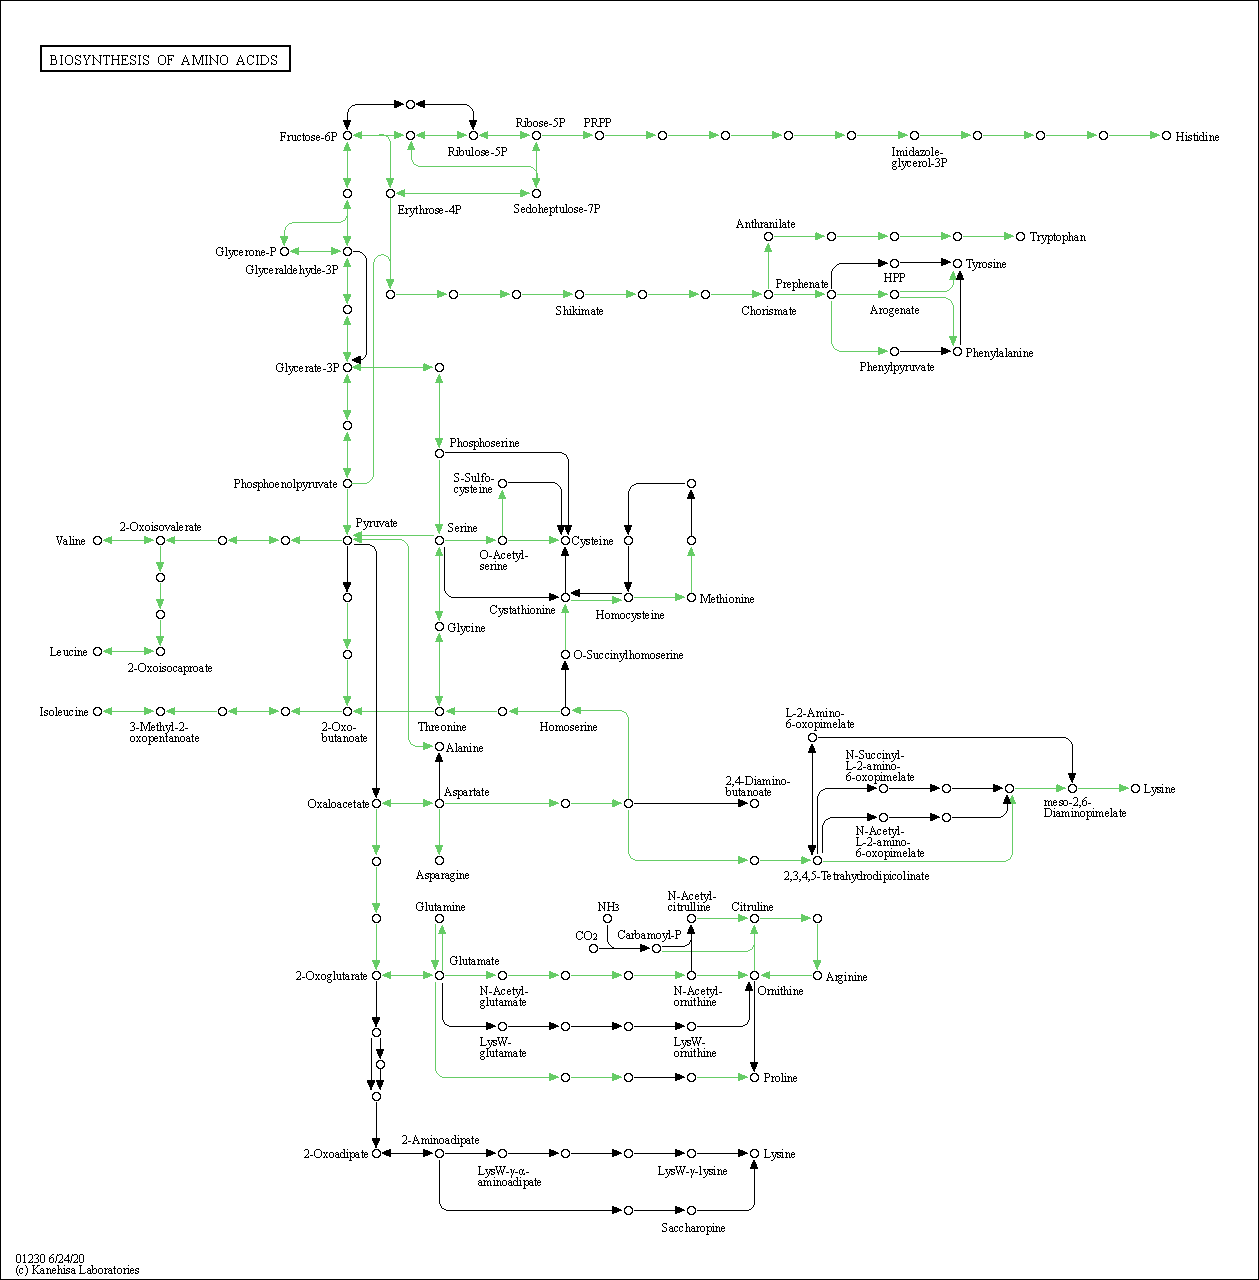 BIOSYNTHESIS OF AMINO ACIDS
Fructose-6P
Ribulose-5P
Ribose-5P
PRPP
Imidazole-
glycerol-3P
Histidine
Erythrose-4P
Sedoheptulose-7P
Glycerone-P
Glyceraldehyde-3P
Anthranilate
Tryptophan
Prephenate
HPP
Tyrosine
Shikimate
Chorismate
Arogenate
Phenylpyruvate
Phenylalanine
Glycerate-3P
Phosphoserine
Phosphoenolpyruvate
S-Sulfo-
cysteine
Valine
2-Oxoisovalerate
Pyruvate
Serine
O-Acetyl-
serine
Cysteine
Cystathionine
Homocysteine
Methionine
Glycine
Leucine
2-Oxoisocaproate
O-Succinylhomoserine
Isoleucine
3-Methyl-2-
oxopentanoate
2-Oxo-
butanoate
Threonine
Homoserine
Alanine
L-2-Amino-
6-oxopimelate
N-Succinyl-
L-2-amino-
6-oxopimelate
2,4-Diamino-
butanoate
Oxaloacetate
Aspartate
Lysine
meso-2,6-
Diaminopimelate
N-Acetyl-
L-2-amino-
6-oxopimelate
Asparagine
2,3,4,5-Tetrahydrodipicolinate
Glutamine
NH3
N-Acetyl-
citrulline
Citruline
CO2
Carbamoyl-P
2-Oxoglutarate
Glutamate
N-Acetyl-
glutamate
N-Acetyl-
ornithine
Ornithine
Arginine
LysW-
glutamate
LysW-
ornithine
Proline
2-Oxoadipate
2-Aminoadipate
LysW-γ-α-
aminoadipate
LysW-γ-lysine
Lysine
Saccharopine
01230 6/24/20
(c) Kanehisa Laboratories